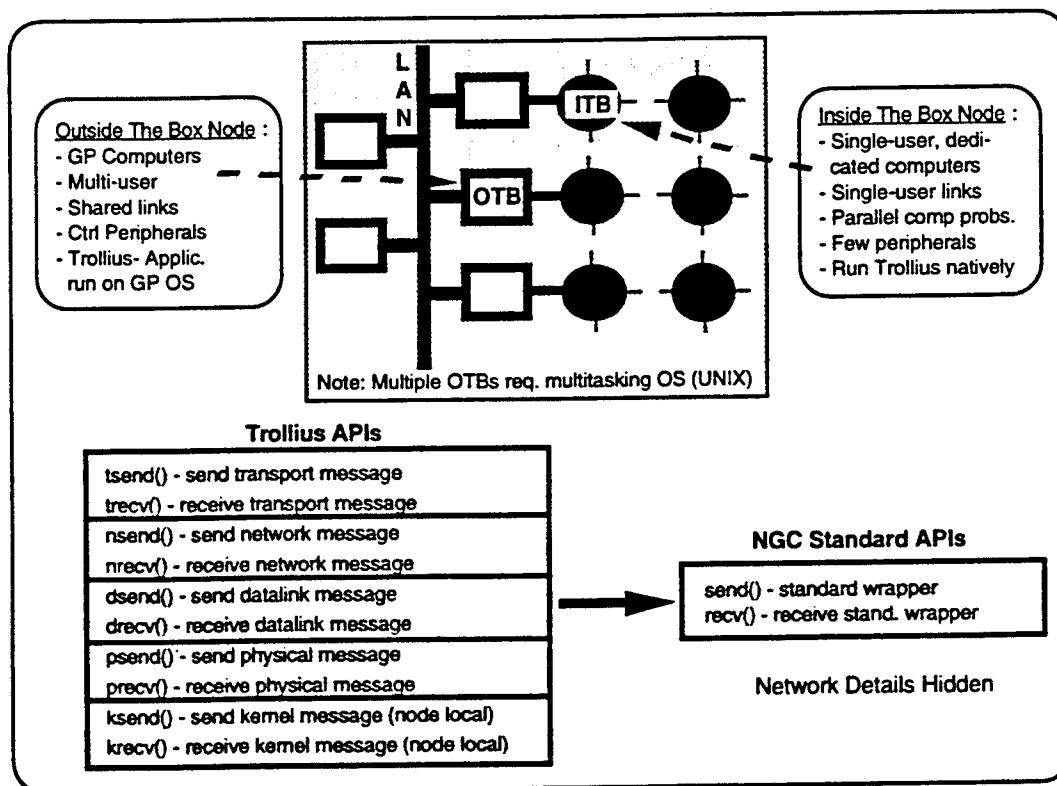 LAN
ITB
OTB
Note: Multiple OTBs req. multitasking OS (UNIX)
Outside The Box Node :
- GP Computers
- Multi-user
- Shared links
- Ctrl Peripherals
- Trollius- Applic.
run on GP OS
Inside The Box Node :
- Single-user, dedi-
cated computers
- Single-user links
- Parallel comp probs.
- Few peripherals
- Run Trollius natively
Trollius APIs
tsend() - send transport message
trecv() - receive transport message
nsend() - send network message
nrecv() - receive network message
dsend() - send datalink message
drecv() - receive datalink message
psend() - send physical message
precv() - receive physical message
ksend() - send kernel message (node local)
krecv() - receive kernel message (node local)
NGC Standard APIs
send() - standard wrapper
recv() - receive stand. wrapper
Network Details Hidden